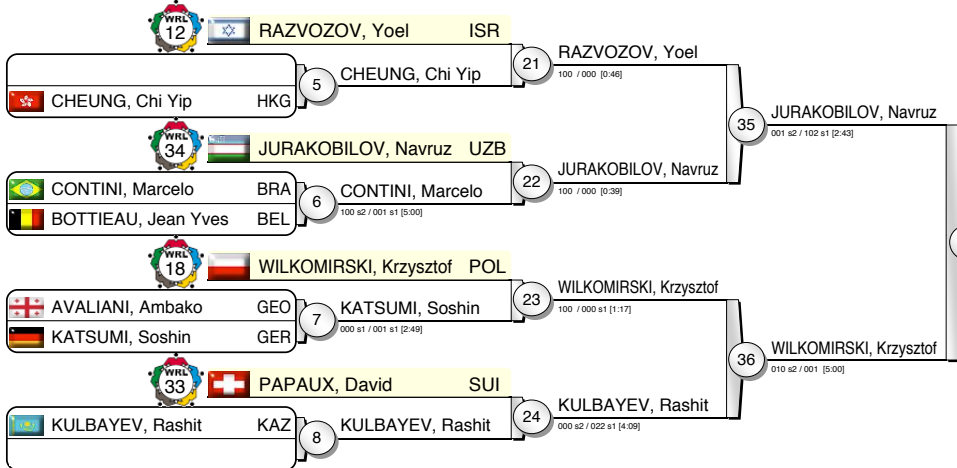 WRL
12
RAZVOZOV, Yoel ISR
CHEUNG, Chi Yip HKG
5
CHEUNG, Chi Yip
21
RAZVOZOV, Yoel
100 / 000 [0:46]
WRL
34
JURAKOBILOV, Navruz UZB
CONTINI, Marcelo BRA
BOTTIEAU, Jean Yves BEL
6
CONTINI, Marcelo
100 s2 / 001 s1 [5:00]
22
JURAKOBILOV, Navruz
100 / 000 [0:39]
35
JURAKOBILOV, Navruz
001 s2 / 102 s1 [2:43]
WRL
18
WILKOMIRSKI, Krzysztof POL
AVALIANI, Ambako GEO
KATSUMI, Soshin GER
7
KATSUMI, Soshin
000 s1 / 001 s1 [2:49]
23
WILKOMIRSKI, Krzysztof
100 / 000 s1 [1:17]
WRL
33
PAPAUX, David SUI
KULBAYEV, Rashit KAZ
8
KULBAYEV, Rashit
24
KULBAYEV, Rashit
000 s2 / 022 s1 [4:09]
36
WILKOMIRSKI, Krzysztof
010 s2 / 001 [5:00]